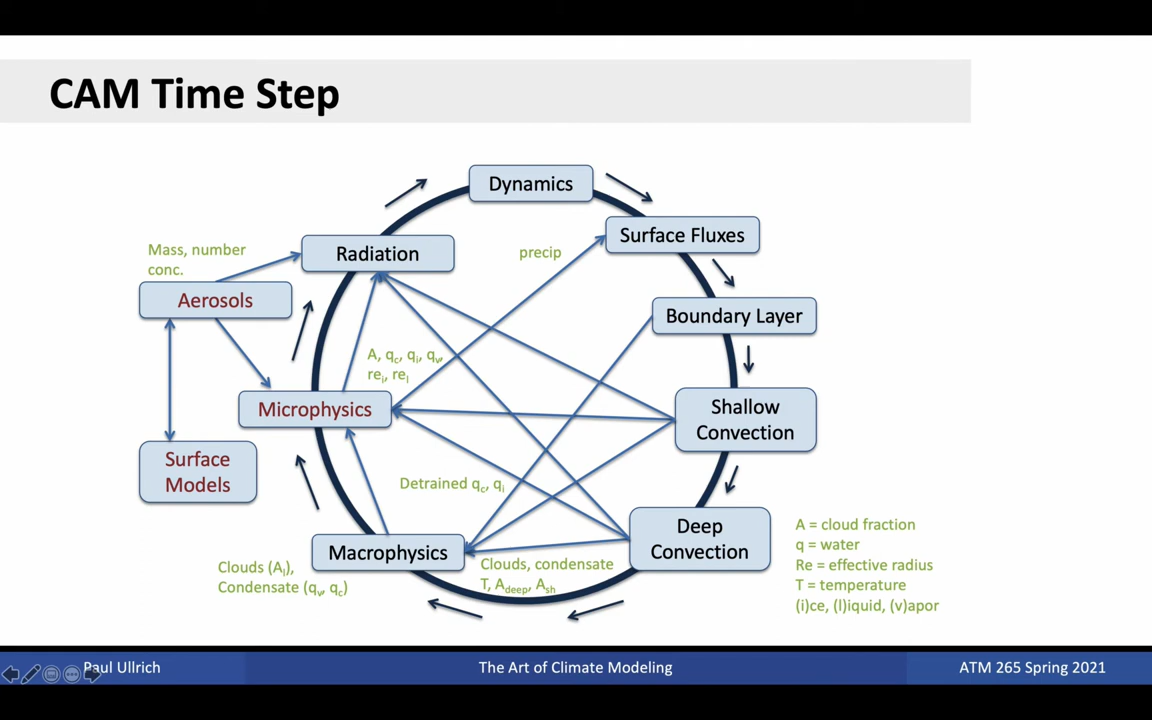 CAM Time Step
Dynamics
Surface Fluxes
Radiation
precip
Mass, number
conc.
Aerosols
Boundary Layer
A, qc, qi, qv,
rei, rel
Microphysics
Shallow
Convection
Surface
Models
Detrained qc, qi
Deep
Convection
Macrophysics
Clouds (Al),
Condensate (qv, qc)
Clouds, condensate
T, Adeep, Ash
A = cloud fraction
q = water
Re = effective radius
T = temperature
(i)ce, (l)iquid, (v)apor
Paul Ullrich
The Art of Climate Modeling
ATM 265 Spring 2021